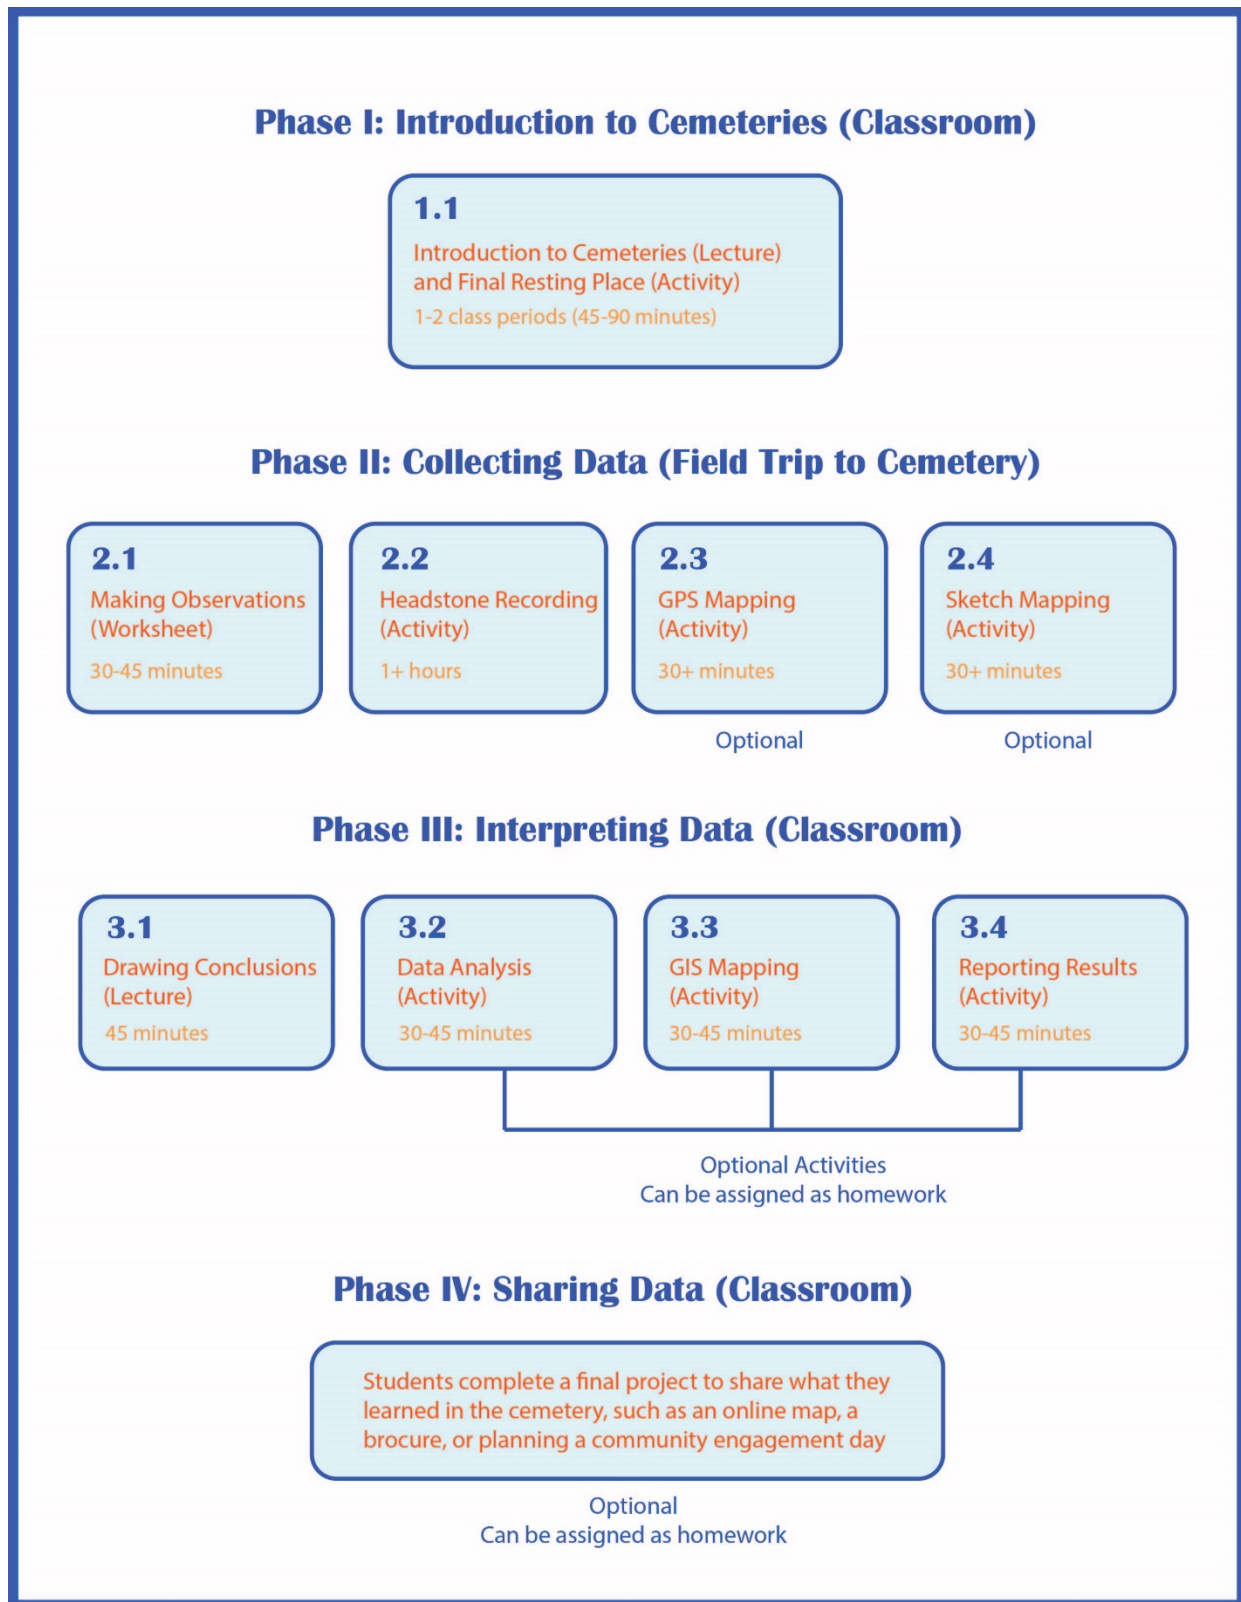 Phase I: Introduction to Cemeteries (Classroom)
1.1
Introduction to Cemeteries (Lecture)
and Final Resting Place (Activity)
1-2 class periods (45-90 minutes)
Phase II: Collecting Data (Field Trip to Cemetery)
2.1
Making Observations
(Worksheet)
30-45 minutes
2.2
Headstone Recording
(Activity)
1+ hours
2.3
GPS Mapping
(Activity)
30+ minutes
Optional
2.4
Sketch Mapping
(Activity)
30+ minutes
Optional
Phase III: Interpreting Data (Classroom)
3.1
Drawing Conclusions
(Lecture)
45 minutes
3.2
Data Analysis
(Activity)
30-45 minutes
3.3
GIS Mapping
(Activity)
30-45 minutes
3.4
Reporting Results
(Activity)
30-45 minutes
Optional Activities
Can be assigned as homework
Phase IV: Sharing Data (Classroom)
Students complete a final project to share what they
learned in the cemetery, such as an online map, a
brocure, or planning a community engagement day
Optional
Can be assigned as homework